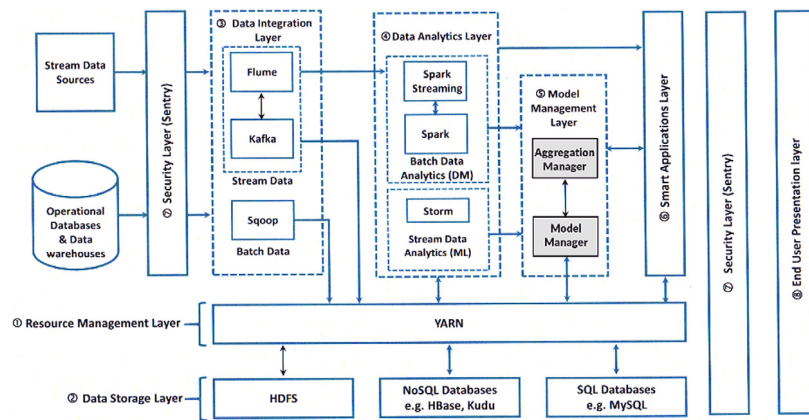 Stream Data
Sources
Operational
Databases
& Data
warehouses
⑦ Security Layer (Sentry)
③ Data Integration
Layer
Flume
Kafka
Stream Data
Sqoop
Batch Data
④ Data Analytics Layer
Spark
Streaming
Spark
Batch Data
Analytics (DM)
Storm
Stream Data
Analytics (ML)
⑤ Model
Management
Layer
Aggregation
Manager
Model
Manager
⑥ Smart Applications Layer
⑦ Security Layer (Sentry)
⑧ End User Presentation layer
① Resource Management Layer
YARN
② Data Storage Layer
HDFS
NoSQL Databases
e.g. HBase, Kudu
SQL Databases
e.g. MySQL